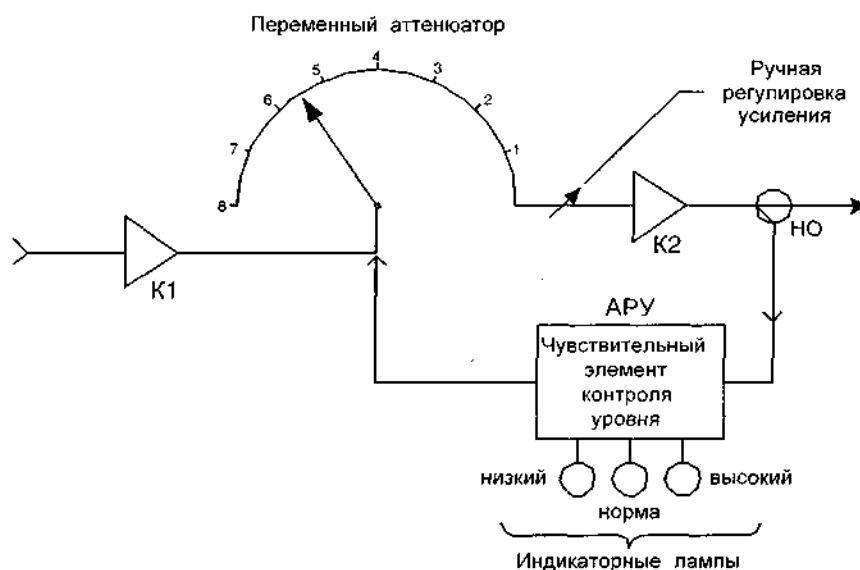 Переменный аттенюатор
4
5
3
6
2
7
1
8
Ручная
регулировка
усиления
К1
К2
НО
АРУ
Чувствительный
элемент
контроля
уровня
низкий
высокий
норма
Индикаторные лампы